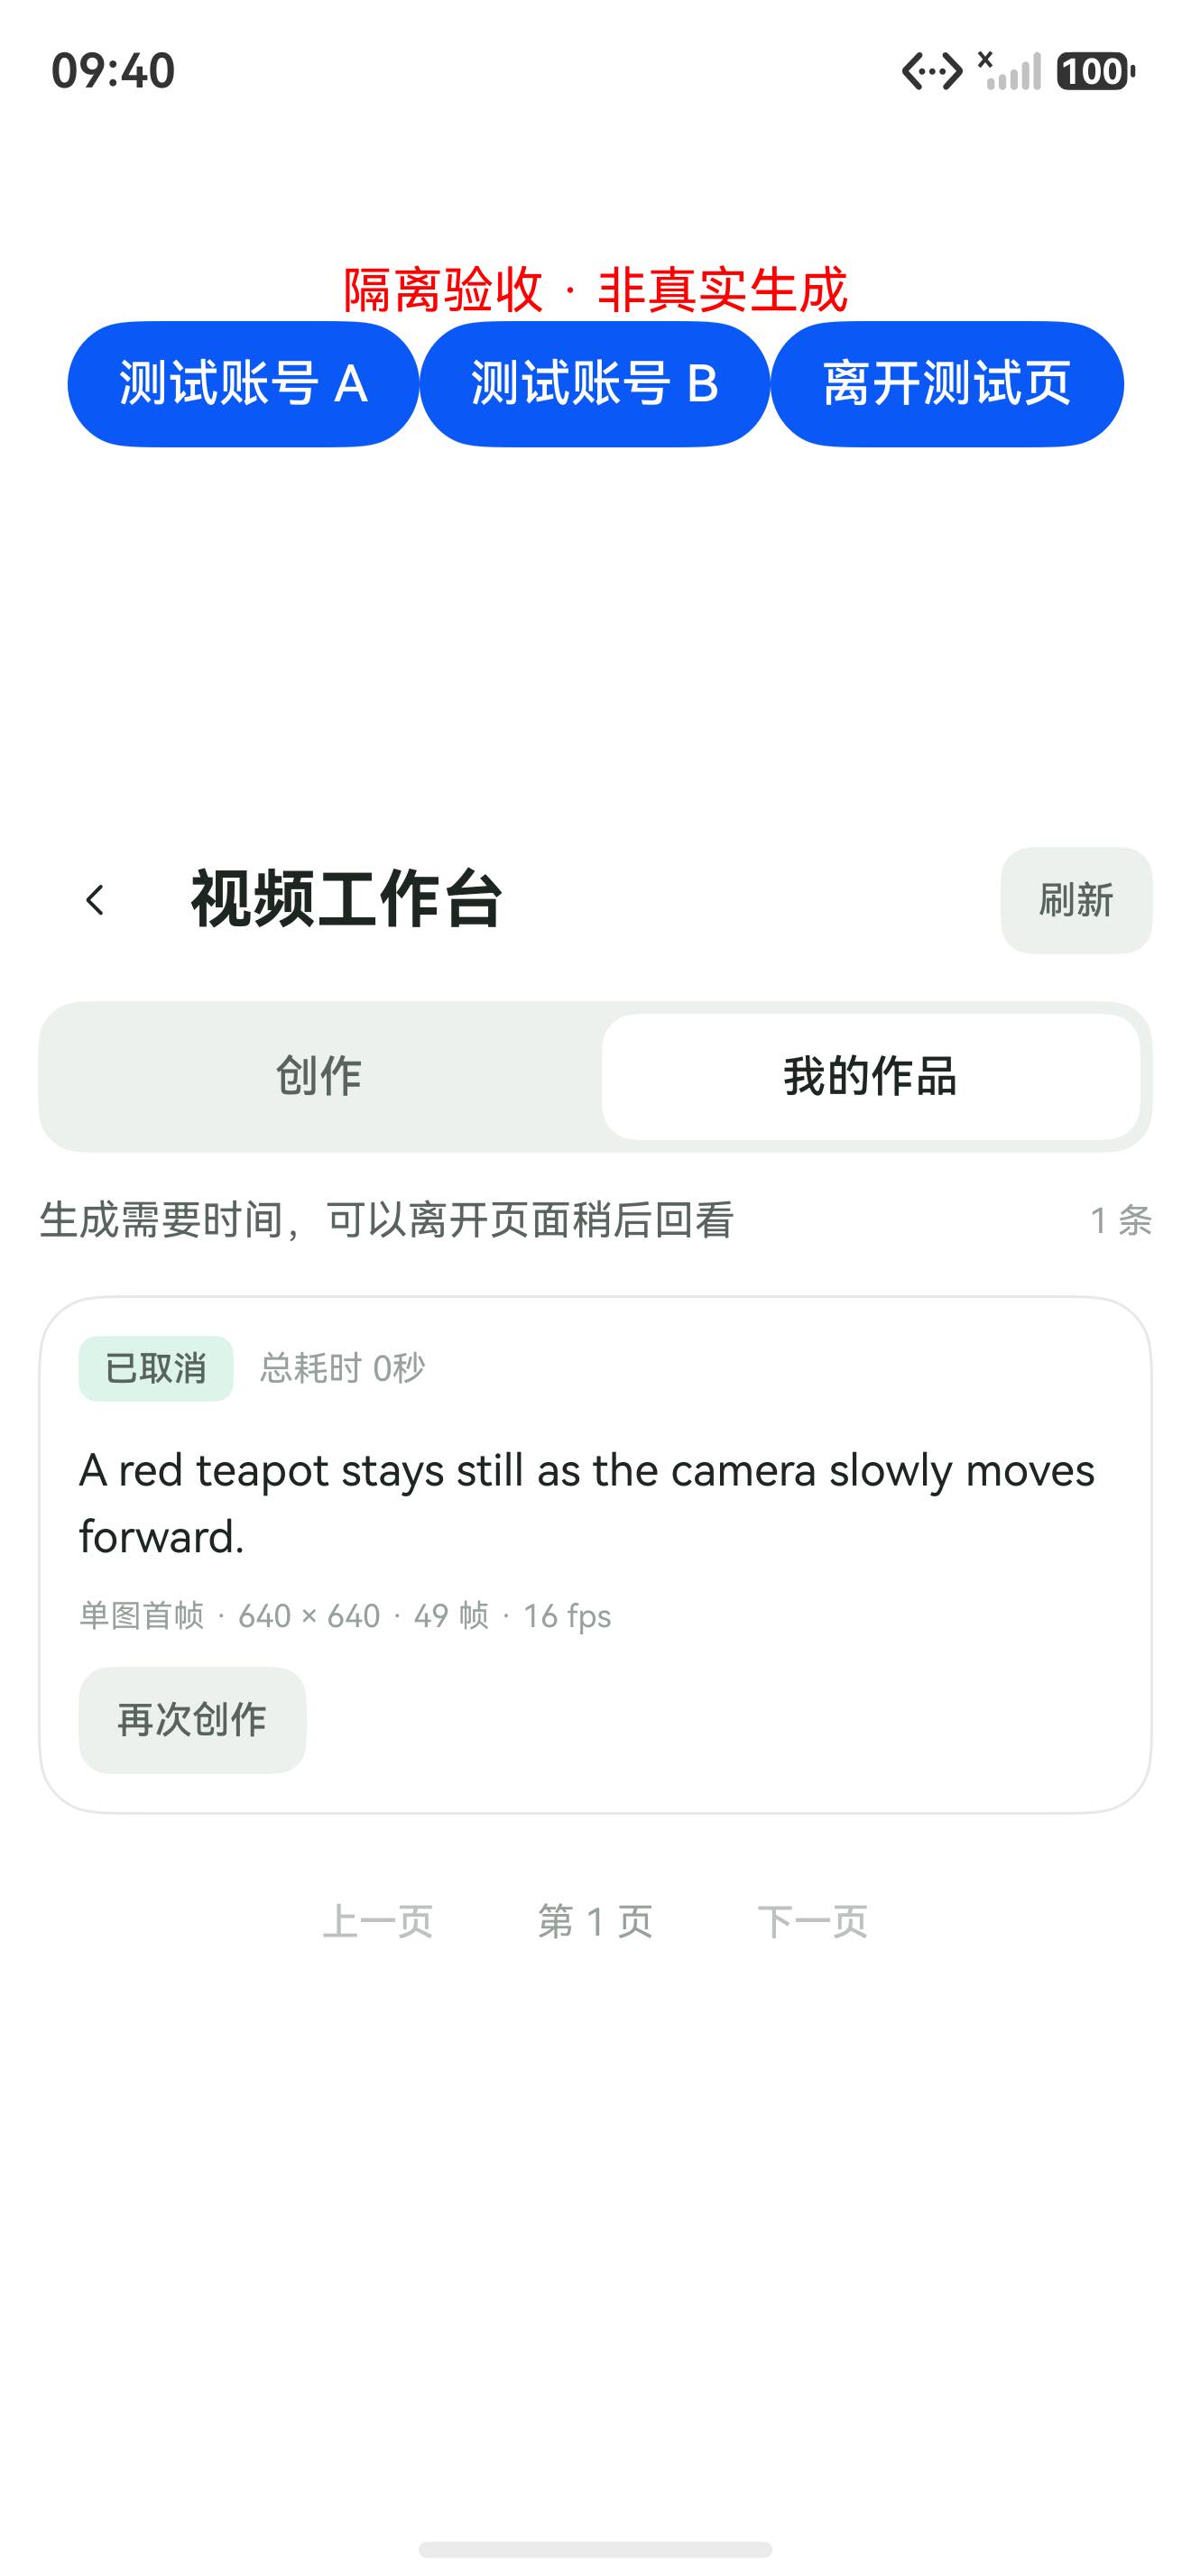 09:40
100
隔离验收 · 非真实生成
测试账号 A
测试账号 B
离开测试页
视频工作台
刷新
创作
我的作品
生成需要时间，可以离开页面稍后回看
1 条
已取消
总耗时 0秒
A red teapot stays still as the camera slowly moves
forward.
单图首帧 · 640 × 640 · 49 帧 · 16 fps
再次创作
上一页
第 1 页
下一页